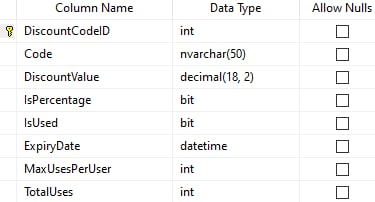 Column Name Data Type Allow Nulls
DiscountCodeID int
Code nvarchar(50)
DiscountValue decimal(18, 2)
IsPercentage bit
IsUsed bit
ExpiryDate datetime
MaxUsesPerUser int
TotalUses int